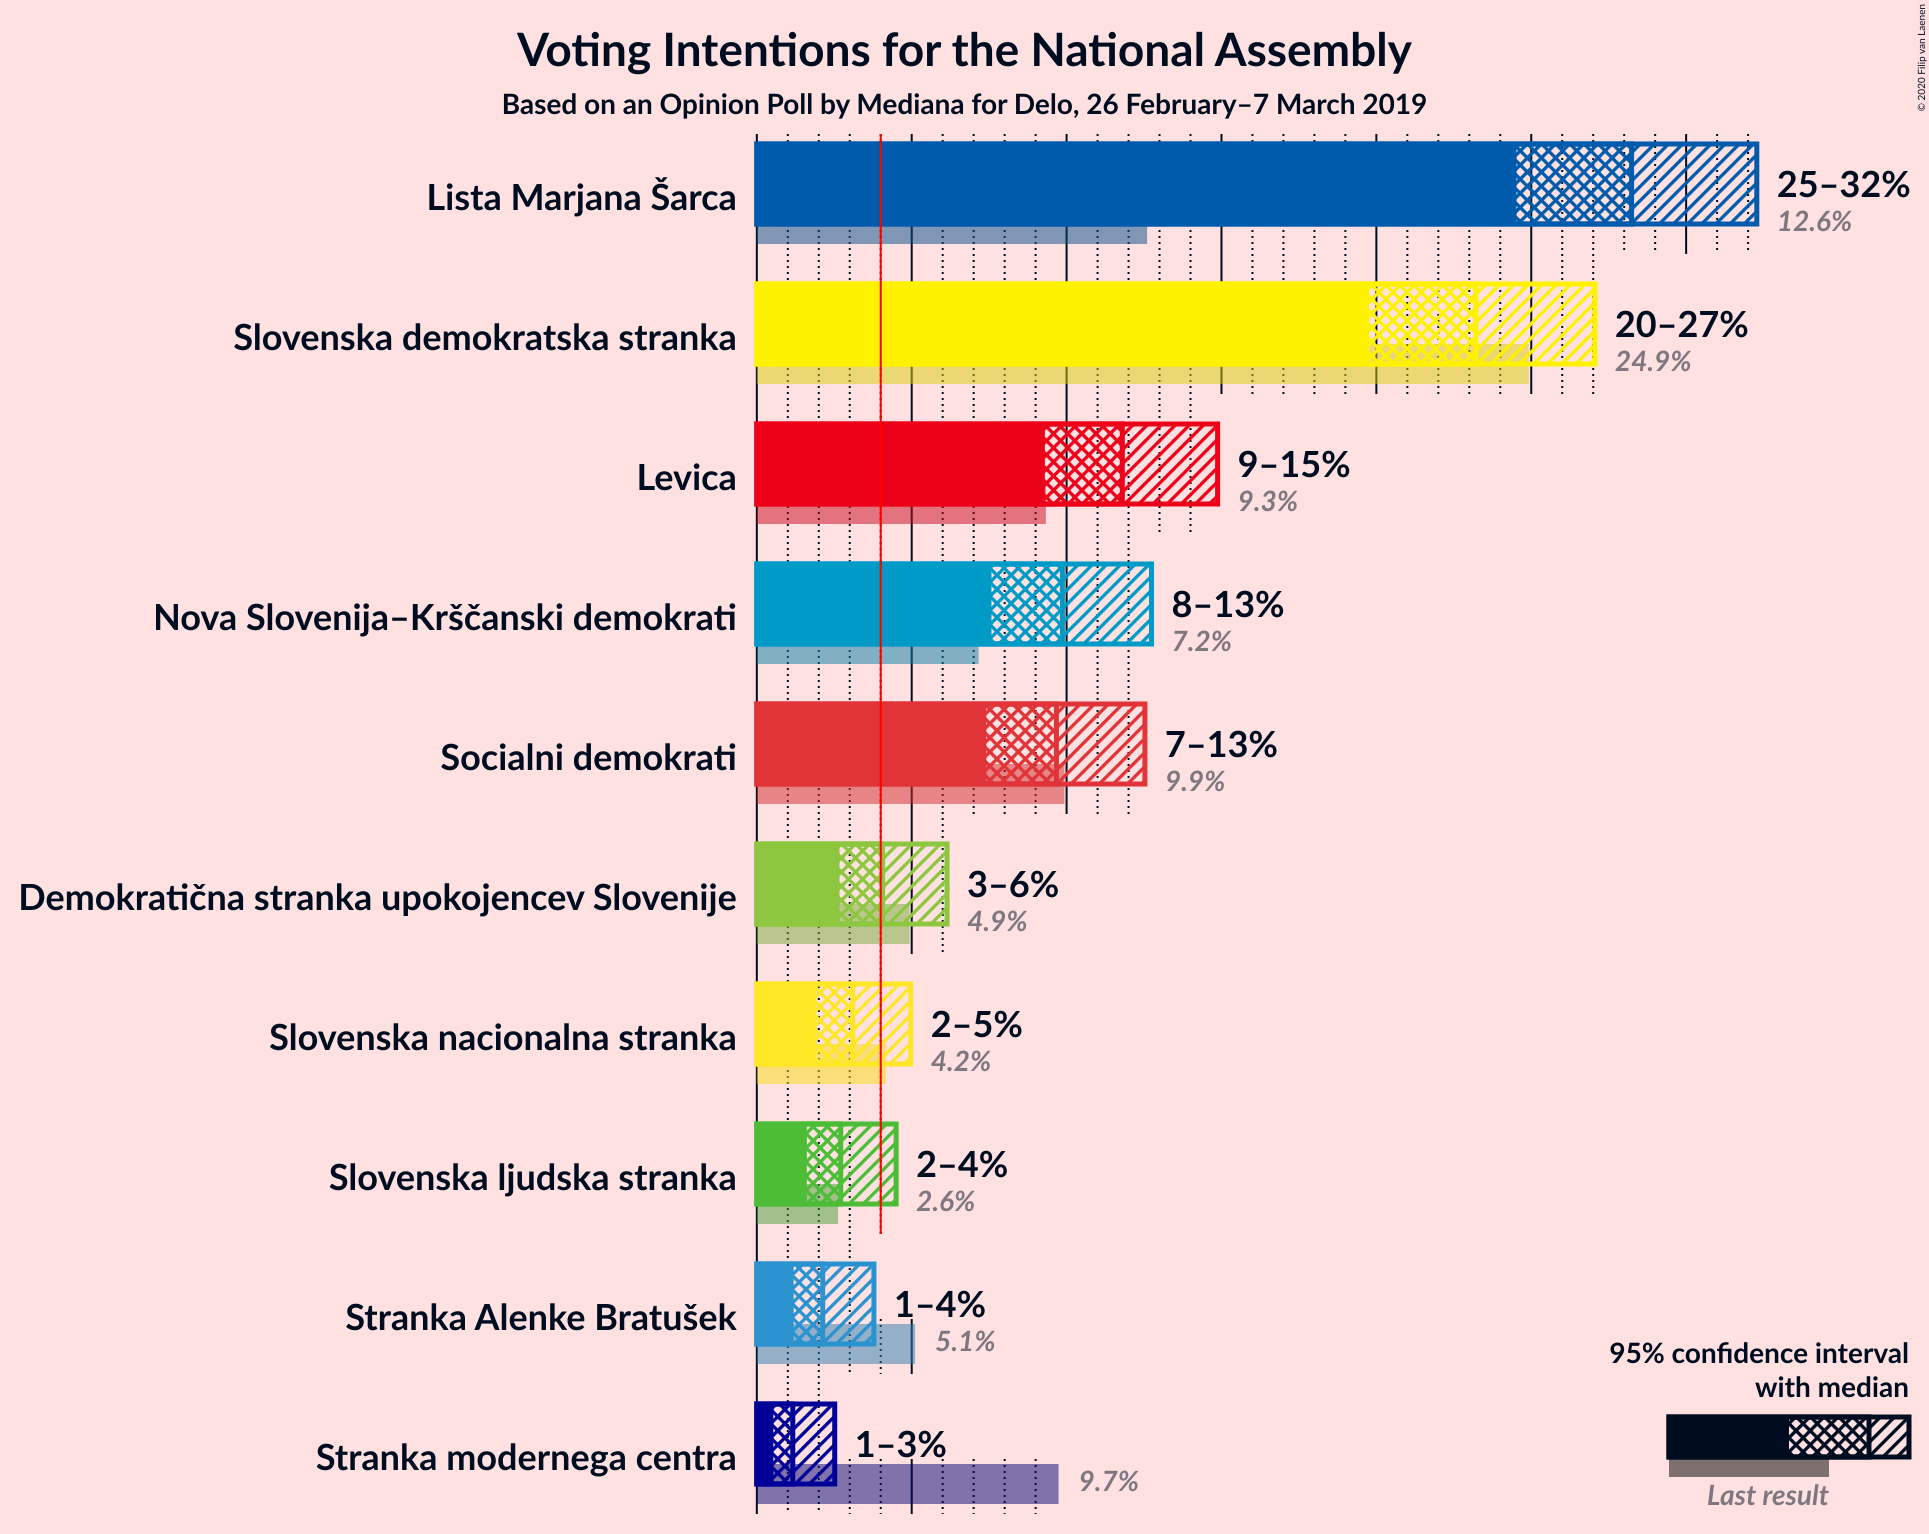 Voting Intentions for the National Assembly
Based on an Opinion Poll by Mediana for Delo, 26 February–7 March 2019
© 2020 Filip van Laenen
Lista Marjana Šarca
25–32%
12.6%
Slovenska demokratska stranka
20–27%
24.9%
Levica
9–15%
9.3%
Nova Slovenija–Krščanski demokrati
8–13%
7.2%
Socialni demokrati
7–13%
9.9%
Demokratična stranka upokojencev Slovenije
3–6%
4.9%
Slovenska nacionalna stranka
2–5%
4.2%
Slovenska ljudska stranka
2–4%
2.6%
Stranka Alenke Bratušek
1–4%
5.1%
Stranka modernega centra
1–3%
9.7%
95% confidence interval
with median
Last result